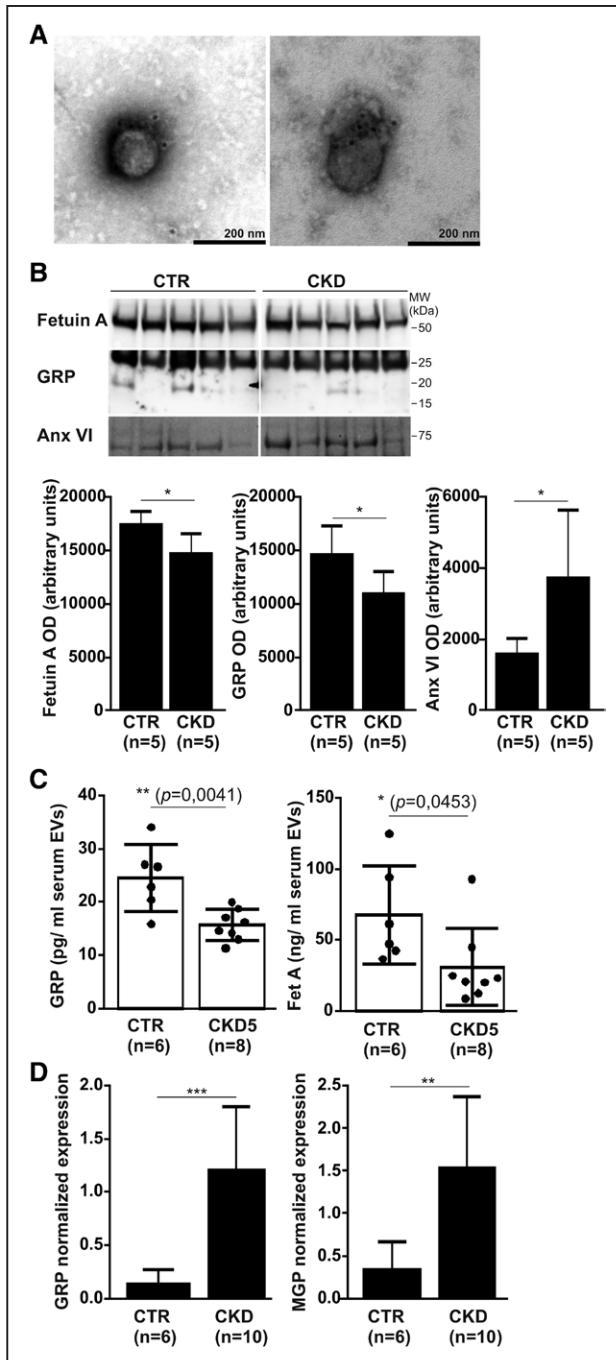 A
200 nm 200 nm
B
CTR CKD
MW
(kDa)
Fetuin A
-50
-25
GRP
-20
-15
Anx VI
-75
Fetuin A OD (arbitrary units)
20000
15000
10000
5000
0
*
CTR CKD
(n=5) (n=5)
GRP OD (arbitrary units)
20000
15000
10000
5000
0
*
CTR CKD
(n=5) (n=5)
Anx VI OD (arbitrary units)
6000
4000
2000
0
*
CTR CKD
(n=5) (n=5)
C
GRP (pg/ ml serum EVs)
40
30
20
10
0
** (p=0,0041)
CTR CKD5
(n=6) (n=8)
Fet A (ng/ ml serum EVs)
150
100
50
0
* (p=0,0453)
CTR CKD5
(n=6) (n=8)
D
GRP normalized expression
2.0
1.5
1.0
0.5
0.0
***
CTR CKD
(n=6) (n=10)
MGP normalized expression
2.5
2.0
1.5
1.0
0.5
0.0
**
CTR CKD
(n=6) (n=10)